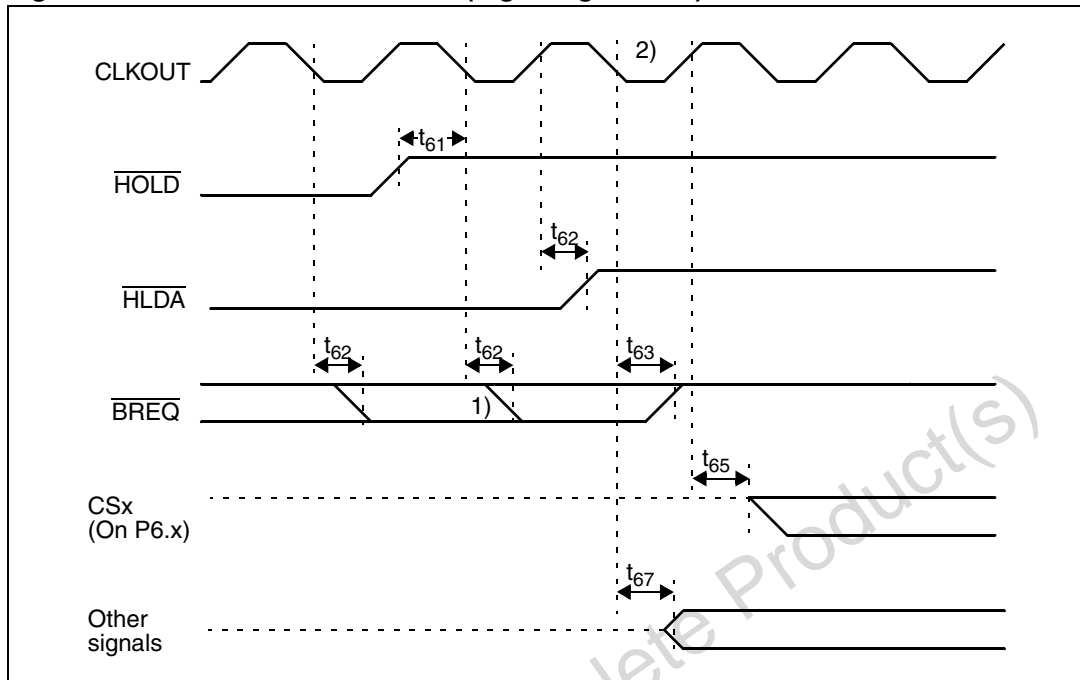 CLKOUT
2)
t61
HOLD
t62
HLDA
t62
t62
t63
BREQ
1)
t65
CSx
(On P6.x)
t67
Other
signals
lete Product(s)